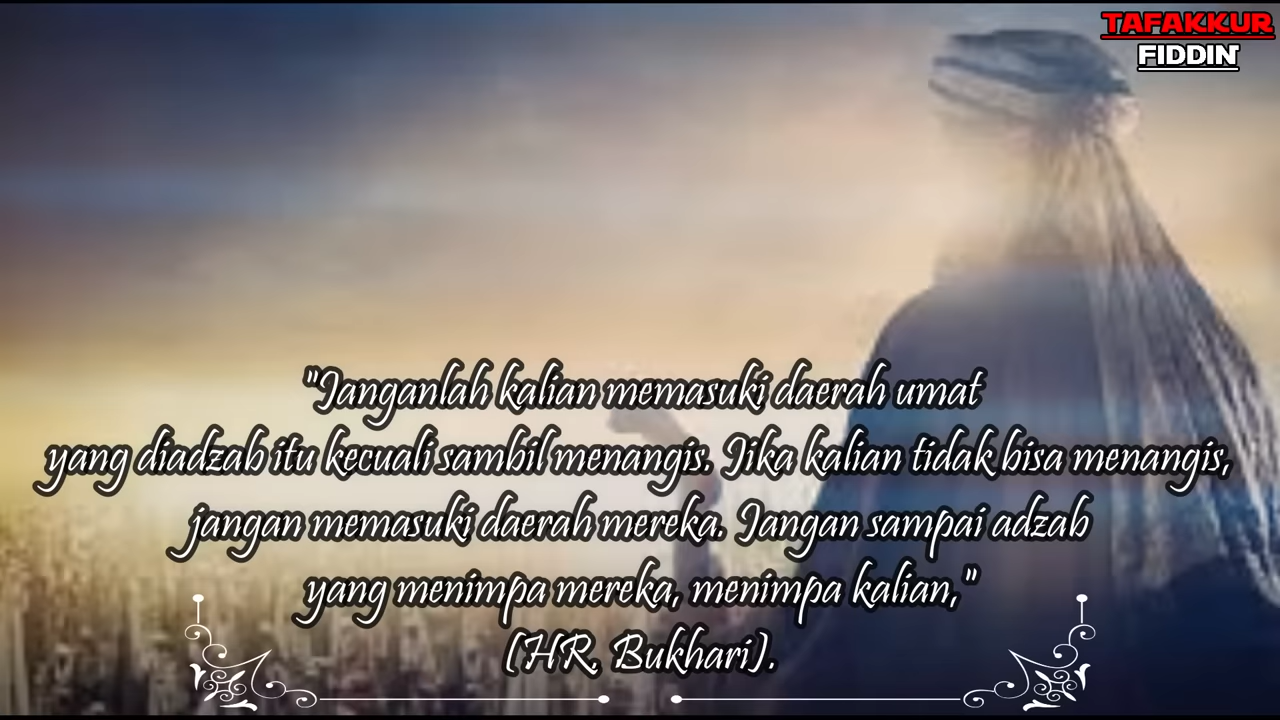 TAFAKKUR
FIDDIN
"Janganlah kalian memasuki daerah umat
yang diadzab itu kecuali sambil menangis. Jika kalian tidak bisa menangis,
jangan memasuki daerah mereka. Jangan sampai adzab
yang menimpa mereka, menimpa kalian,"
(HR. Bukhari).